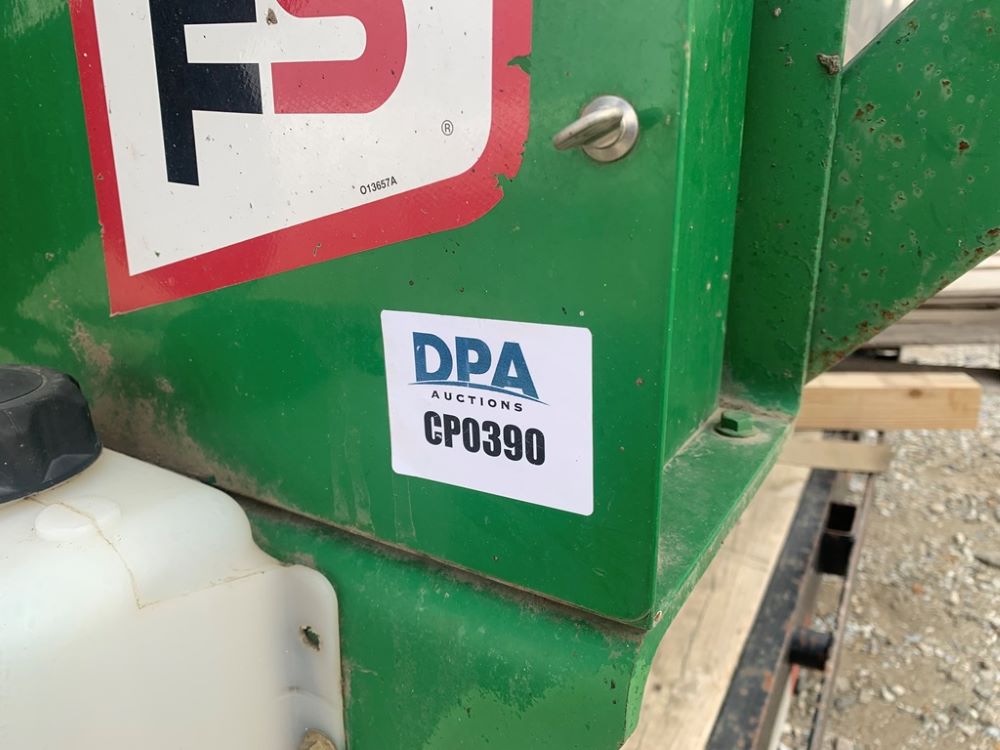 FS
®
O13657A
DPA
AUCTIONS
CP0390